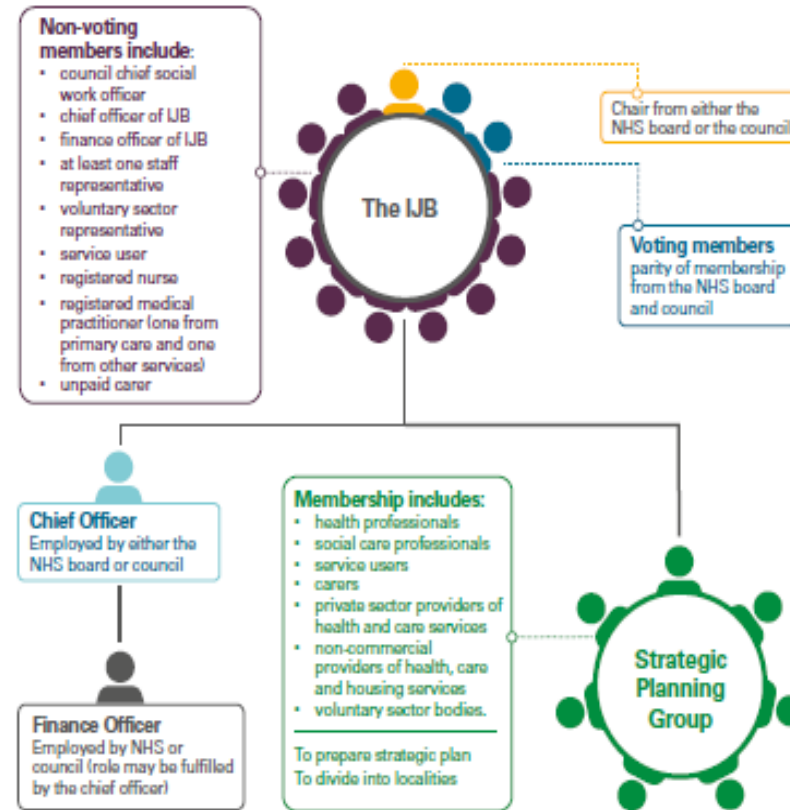 Non-voting
members include:
• council chief social
work officer
• chief officer of IJB
• finance officer of IJB
• at least one staff
representative
• voluntary sector
representative
• service user
• registered nurse
• registered medical
practitioner (one from
primary care and one
from other services)
• unpaid carer
The IJB
Chair from either the
NHS board or the council
Voting members
parity of membership
from the NHS board
and council
Chief Officer
Employed by either the
NHS board or council
Finance Officer
Employed by NHS or
council (role may be fulfilled
by the chief officer)
Membership includes:
• health professionals
• social care professionals
• service users
• carers
• private sector providers of
health and care services
• non-commercial
providers of health, care
and housing services
• voluntary sector bodies.
To prepare strategic plan
To divide into localities
Strategic
Planning
Group